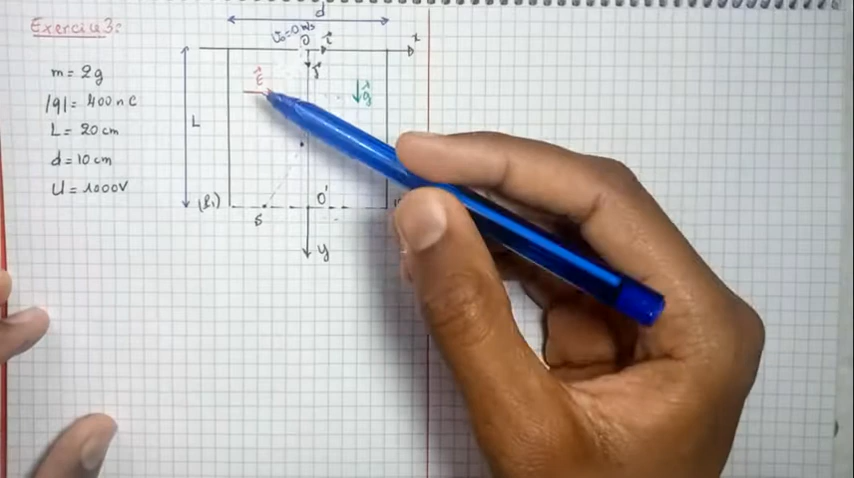 Exercice 3:
m = 2g
|q| = 400 nC
L = 20 cm
d = 10 cm
U = 1000V
d
V₀=0 m/s
O
i
x
j
E
g
L
(P₁)
S
O'
y